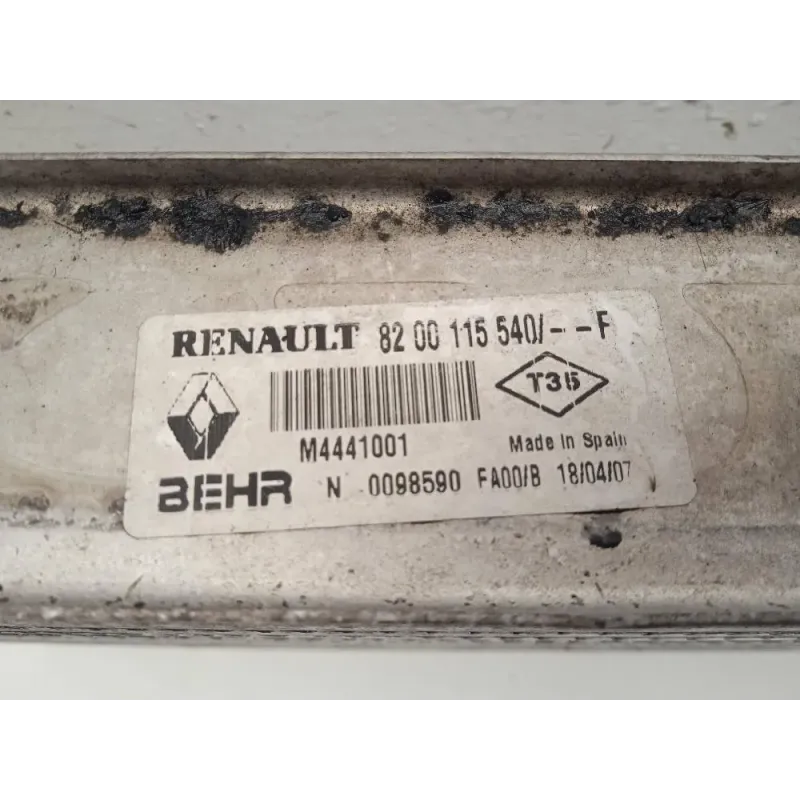 RENAULT 82 00 115 540/--F
T35
M4441001
Made in Spain
BEHR N 0098590 FA00/B 18/04/07